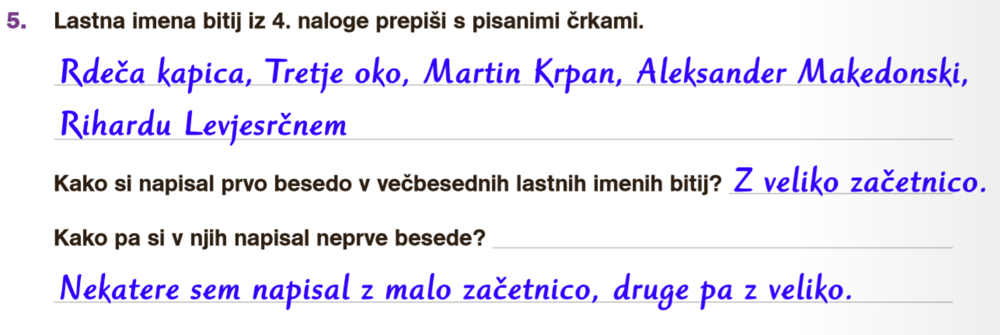 5. Lastna imena bitij iz 4. naloge prepiši s pisanimi črkami.
Rdeča kapica, Tretje oko, Martin Krpan, Aleksander Makedonski,
Rihardu Levjesrčnem
Kako si napisal prvo besedo v večbesednih lastnih imenih bitij? Z veliko začetnico.
Kako pa si v njih napisal neprve besede?
Nekatere sem napisal z malo začetnico, druge pa z veliko.